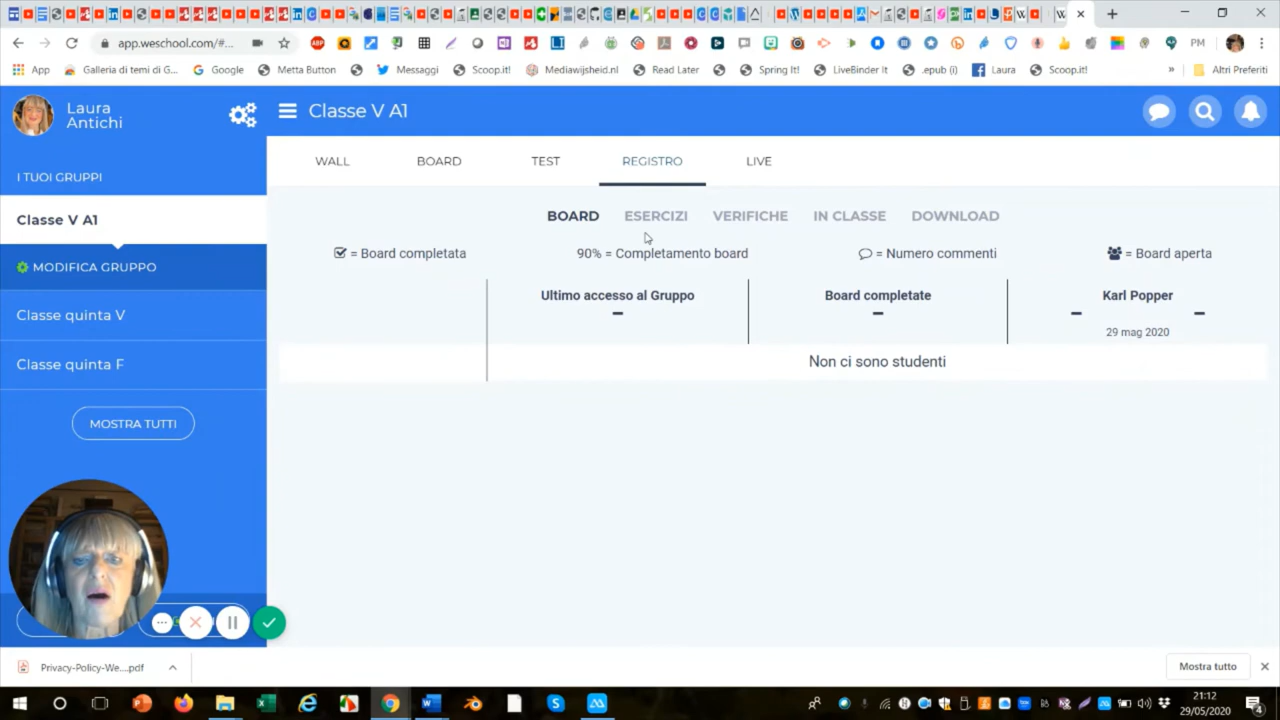 app.weschool.com/#...
PM
App
Galleria di temi di G...
Google
Metta Button
Messaggi
Scoop.it!
Mediawijsheid.nl
Read Later
Spring It!
LiveBinder It
.epub (i)
Laura
Scoop.it!
»
Altri Preferiti
Laura
Antichi
Classe V A1
I TUOI GRUPPI
Classe V A1
MODIFICA GRUPPO
Classe quinta V
Classe quinta F
MOSTRA TUTTI
WALL
BOARD
TEST
REGISTRO
LIVE
BOARD
ESERCIZI
VERIFICHE
IN CLASSE
DOWNLOAD
= Board completata
90% = Completamento board
= Numero commenti
= Board aperta
Ultimo accesso al Gruppo
–
Board completate
–
Karl Popper
– –
29 mag 2020
Non ci sono studenti
Privacy-Policy-We....pdf
Mostra tutto
21:12
29/05/2020
4